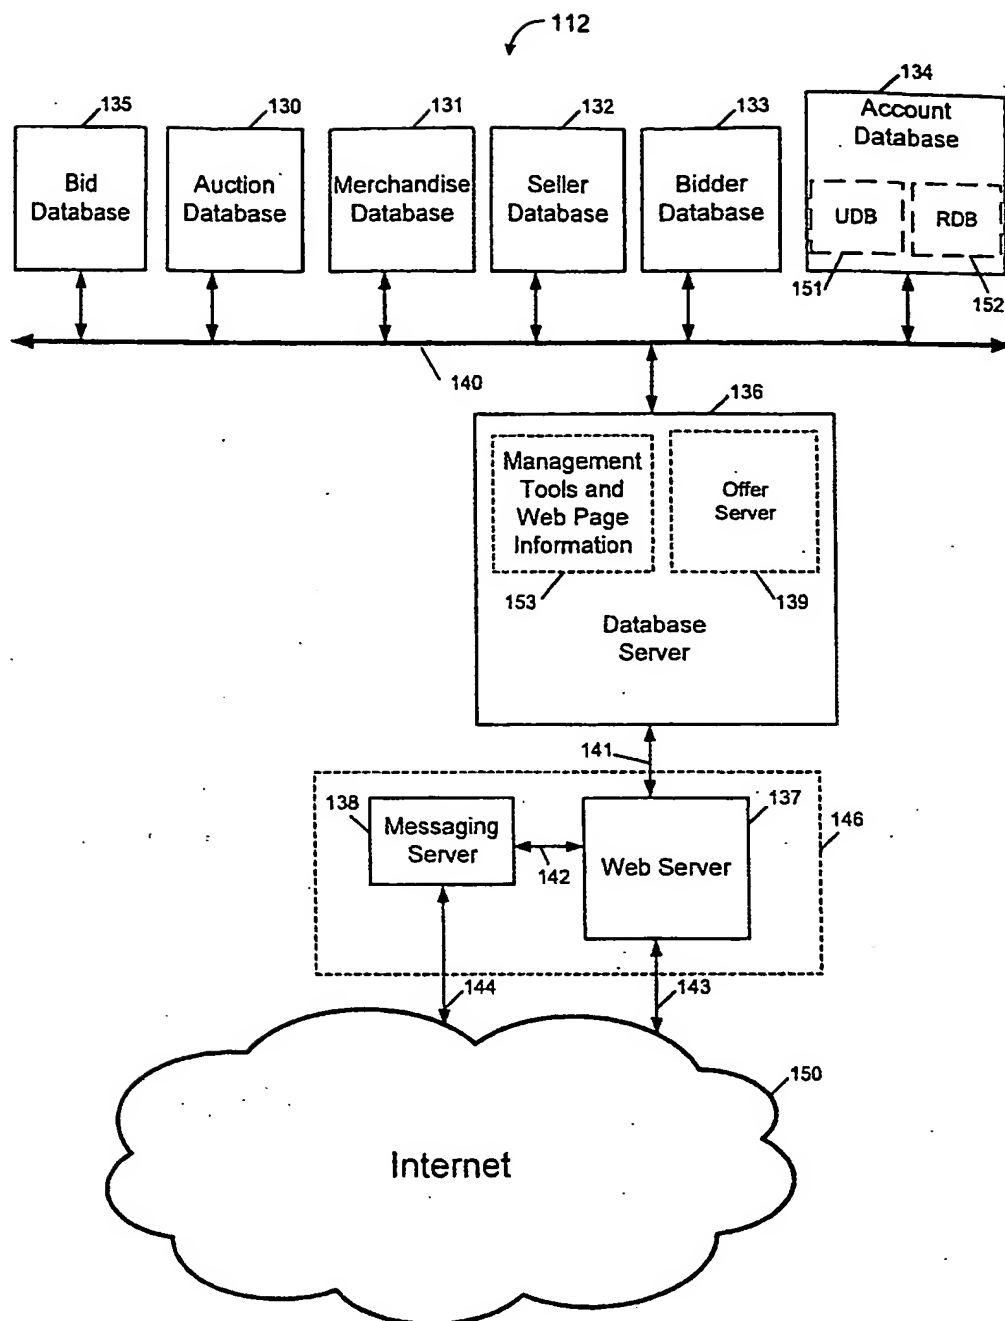 112
135
130
131
132
133
134
Bid
Database
Auction
Database
Merchandise
Database
Seller
Database
Bidder
Database
Account
Database
UDB
RDB
151
152
140
136
Management
Tools and
Web Page
Information
Offer
Server
153
139
Database
Server
141
138
137
146
Messaging
Server
142
Web Server
144
143
150
Internet